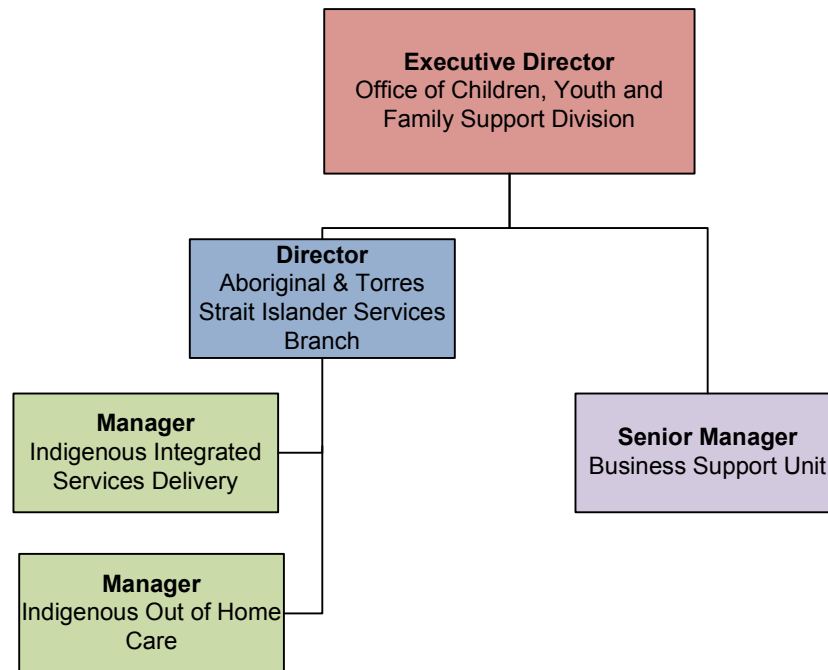 Executive Director
Office of Children, Youth and
Family Support Division
Director
Aboriginal & Torres
Strait Islander Services
Branch
Manager
Indigenous Integrated
Services Delivery
Senior Manager
Business Support Unit
Manager
Indigenous Out of Home
Care